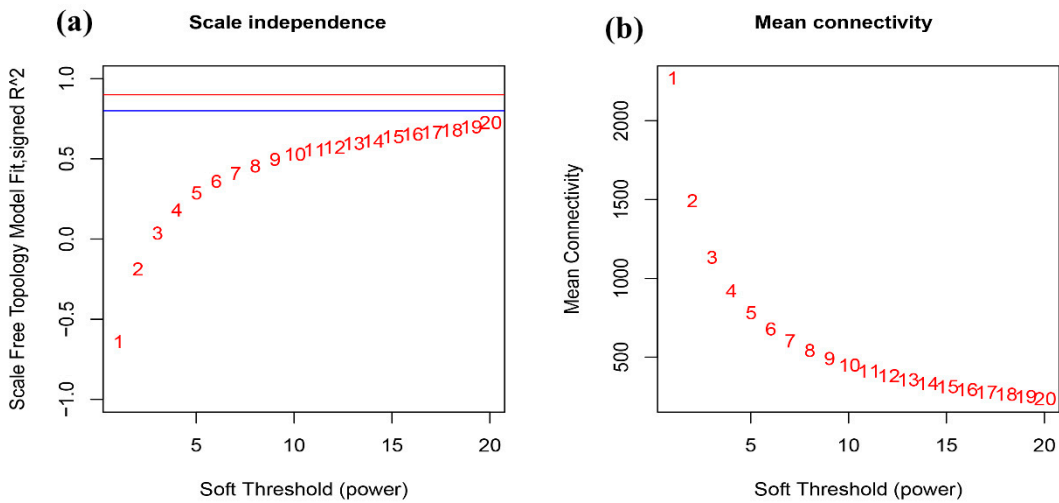 (a)
Scale independence
Scale Free Topology Model Fit,signed R^2
1.0
0.5
0.0
−0.5
−1.0
1 2 3 4 5 6 7 8 9 10 11 12 13 14 15 16 17 18 19 20
5 10 15 20
Soft Threshold (power)
(b)
Mean connectivity
Mean Connectivity
2000
1500
1000
500
1 2 3 4 5 6 7 8 9 10 11 12 13 14 15 16 17 18 19 20
5 10 15 20
Soft Threshold (power)